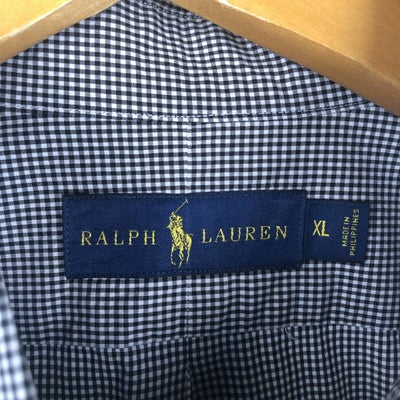 RALPH LAUREN
XL
MADE IN
PHILIPPINES